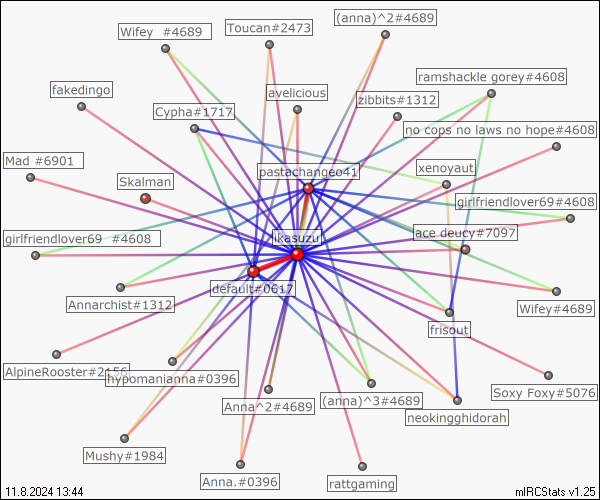 (anna)^2#4689
Wifey  #4689
Toucan#2473
ramshackle gorey#4608
fakedingo
avelicious
zibbits#1312
Cypha#1717
no cops no laws no hope#4608
Mad #6901
pastachangeo41
xenoyaut
Skalman
girlfriendlover69#4608
girlfriendlover69  #4608
ikasuzu
ace deucy#7097
default#0617
Annarchist#1312
Wifey#4689
frisout
AlpineRooster#2156
hypomanianna#0396
Soxy Foxy#5076
Anna^2#4689
(anna)^3#4689
neokingghidorah
Mushy#1984
Anna.#0396
rattgaming
11.8.2024 13:44
mIRCStats v1.25